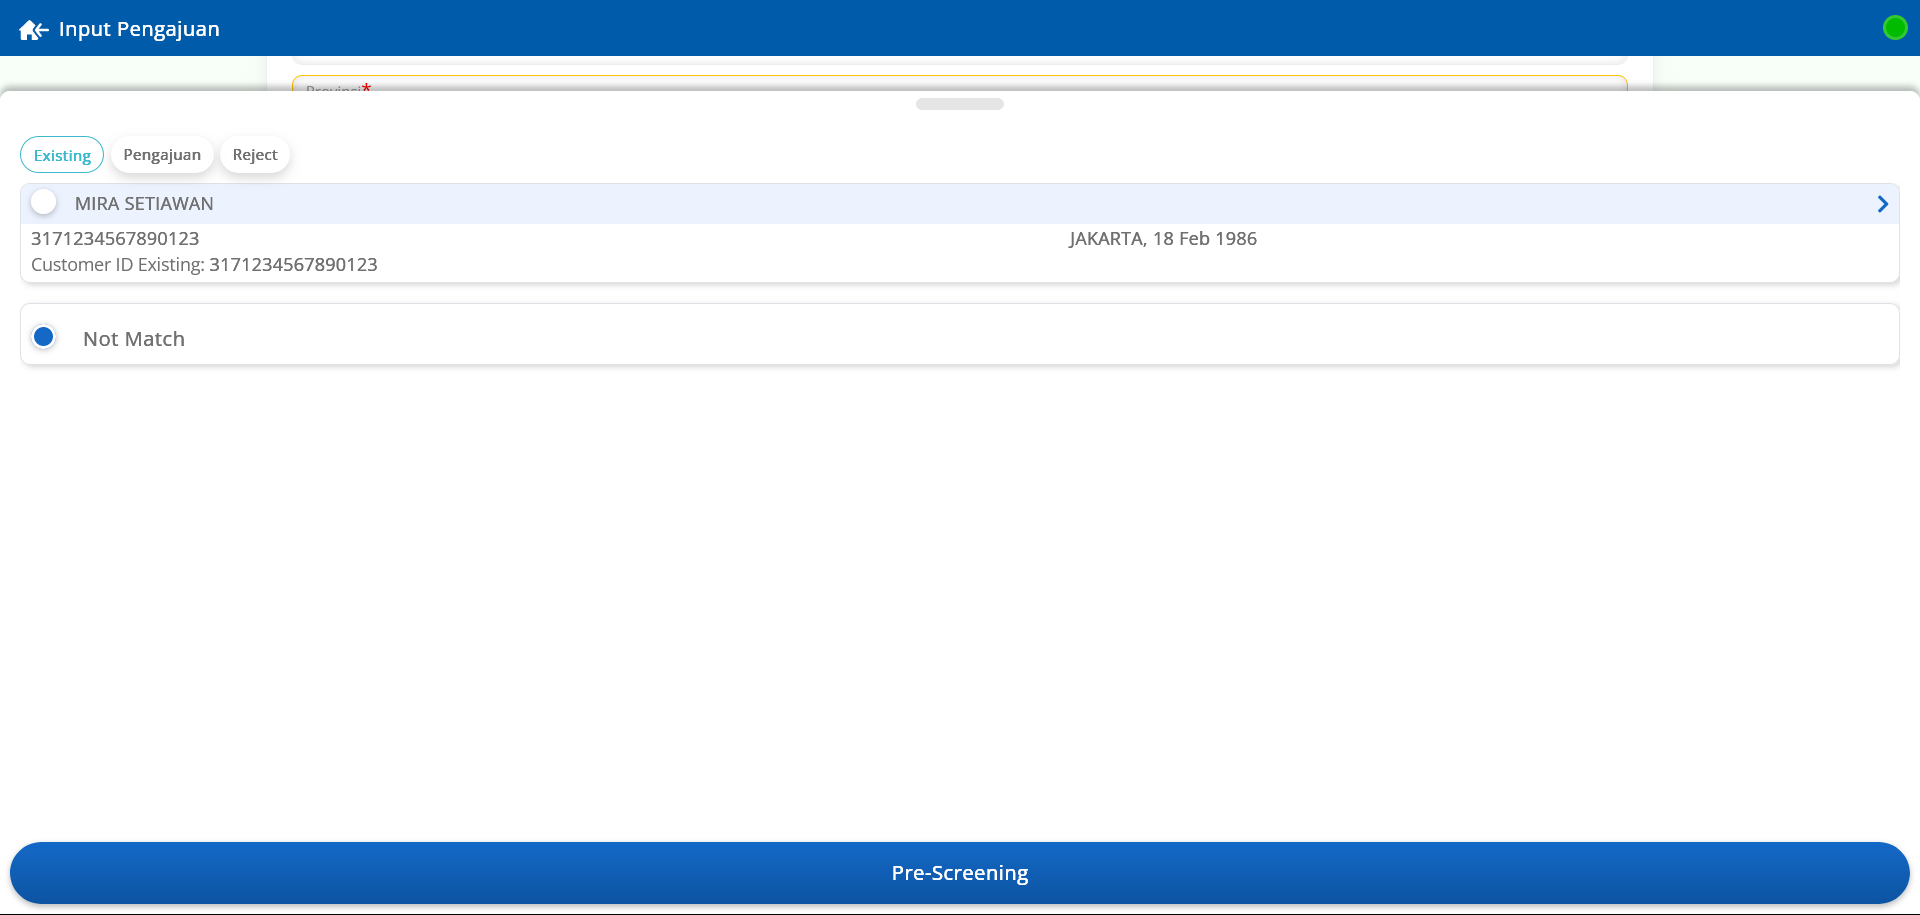 Input Pengajuan
Provinsi*
Existing
Pengajuan
Reject
MIRA SETIAWAN
3171234567890123
JAKARTA, 18 Feb 1986
Customer ID Existing: 3171234567890123
Not Match
Pre-Screening